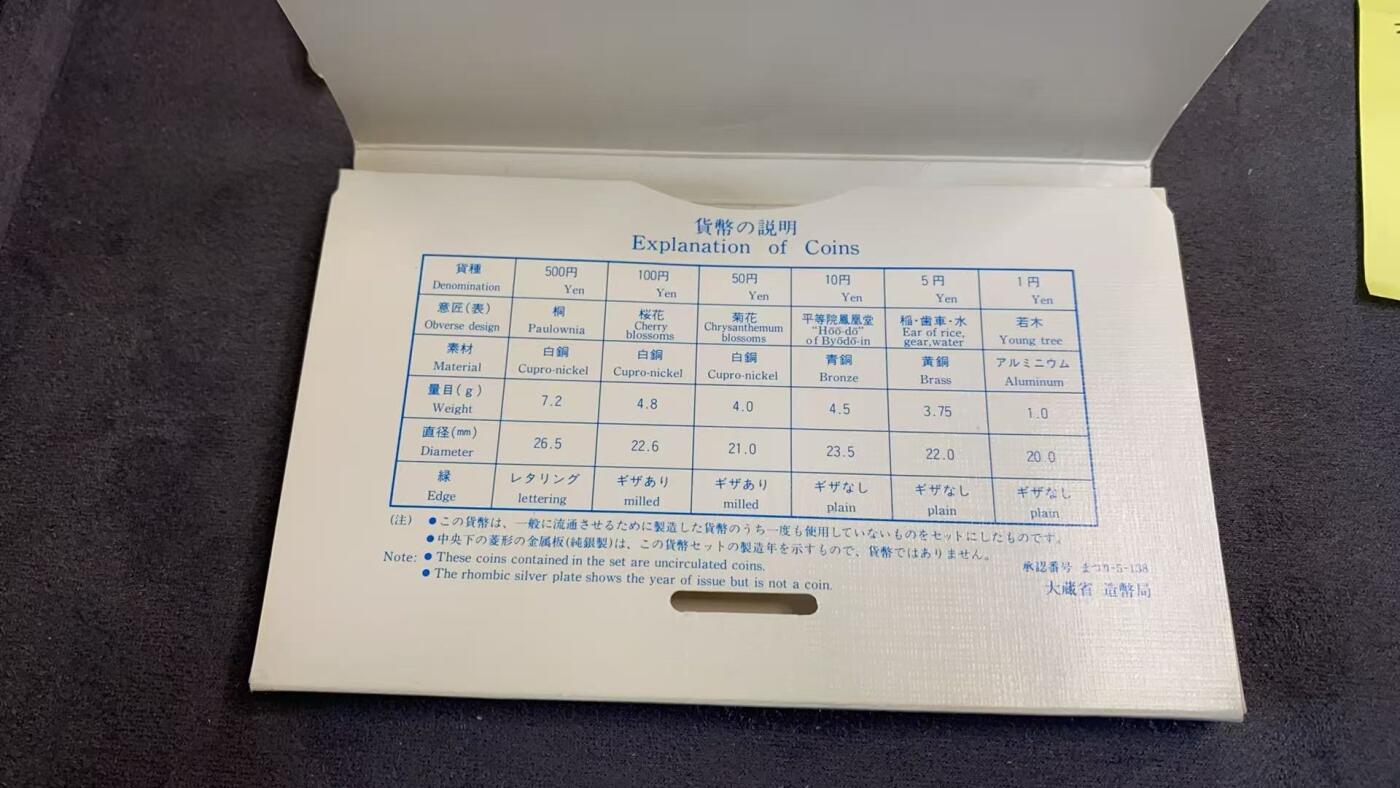 貨幣の説明
Explanation of Coins
貨種 500円 100円 50円 10円 5円 1円
Denomination Yen Yen Yen Yen Yen Yen
意匠(表) 桐 桜花 菊花 平等院鳳凰堂 稲・歯車・水 若木
Obverse design Paulownia Cherry blossoms Chrysanthemum blossoms "Hōō-dō" of Byōdō-in Ear of rice, gear,water Young tree
素材 白銅 白銅 白銅 青銅 黄銅 アルミニウム
Material Cupro-nickel Cupro-nickel Cupro-nickel Bronze Brass Aluminum
量目(g) 7.2 4.8 4.0 4.5 3.75 1.0
Weight
直径(㎜) 26.5 22.6 21.0 23.5 22.0 20.0
Diameter
縁 レタリング ギザあり ギザあり ギザなし ギザなし ギザなし
Edge lettering milled milled plain plain plain
(注) ●この貨幣は、一般に流通させるために製造した貨幣のうち一度も使用していないものをセットにしたものです。
●中央下の菱形の金属板(純銀製)は、この貨幣セットの製造年を示すもので、貨幣ではありません。
Note: ● These coins contained in the set are uncirculated coins.
● The rhombic silver plate shows the year of issue but is not a coin.
承認番号 まつり-5-138
大蔵省 造幣局